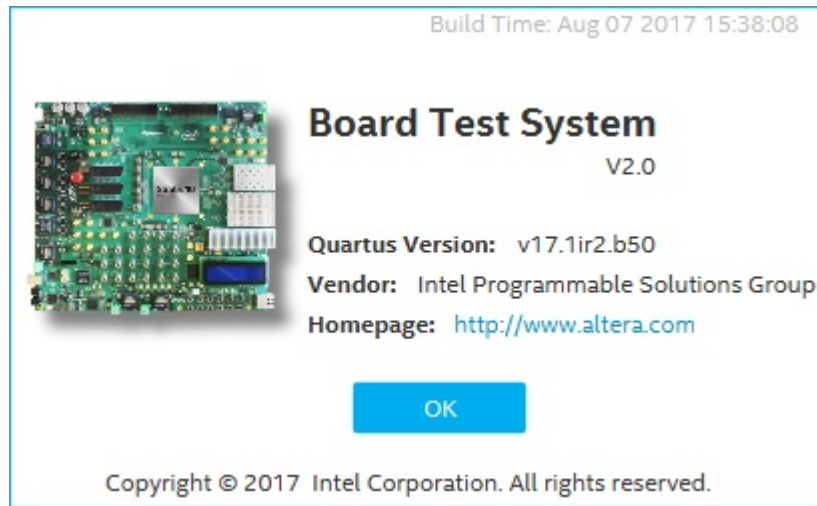 Build Time: Aug 07 2017 15:38:08
Board Test System
V2.0
Quartus Version: v17.1ir2.b50
Vendor: Intel Programmable Solutions Group
Homepage: http://www.altera.com
OK
Copyright © 2017 Intel Corporation. All rights reserved.